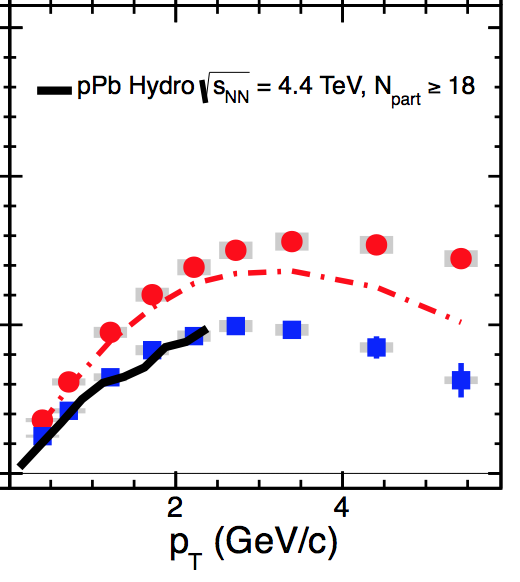 pPb Hydro √sNN = 4.4 TeV, Npart ≥ 18
2 4
pT (GeV/c)